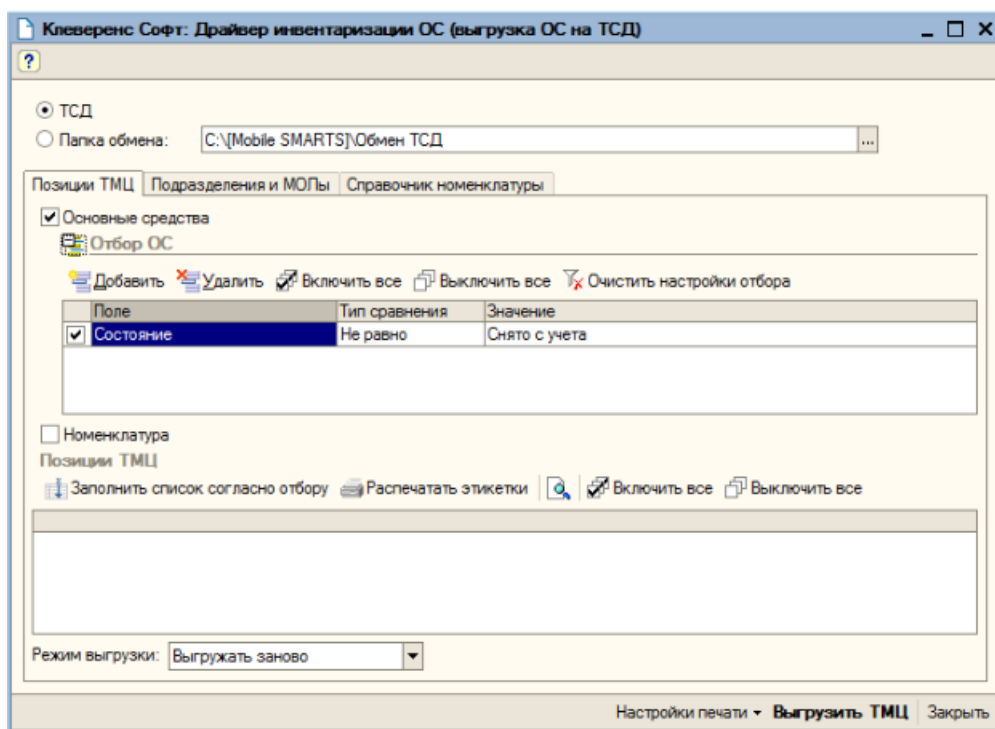 Клеверенс Софт: Драйвер инвентаризации ОС (выгрузка ОС на ТСД)
?
ТСД
Папка обмена: C:\[Mobile SMARTS]\Обмен ТСД ...
Позиции ТМЦ Подразделения и МОЛы Справочник номенклатуры
Основные средства
Отбор ОС
Добавить Удалить Включить все Выключить все Очистить настройки отбора
Поле Тип сравнения Значение
Состояние Не равно Снято с учета
Номенклатура
Позиции ТМЦ
Заполнить список согласно отбору Распечатать этикетки Включить все Выключить все
Режим выгрузки: Выгружать заново
Настройки печати Выгрузить ТМЦ Закрыть